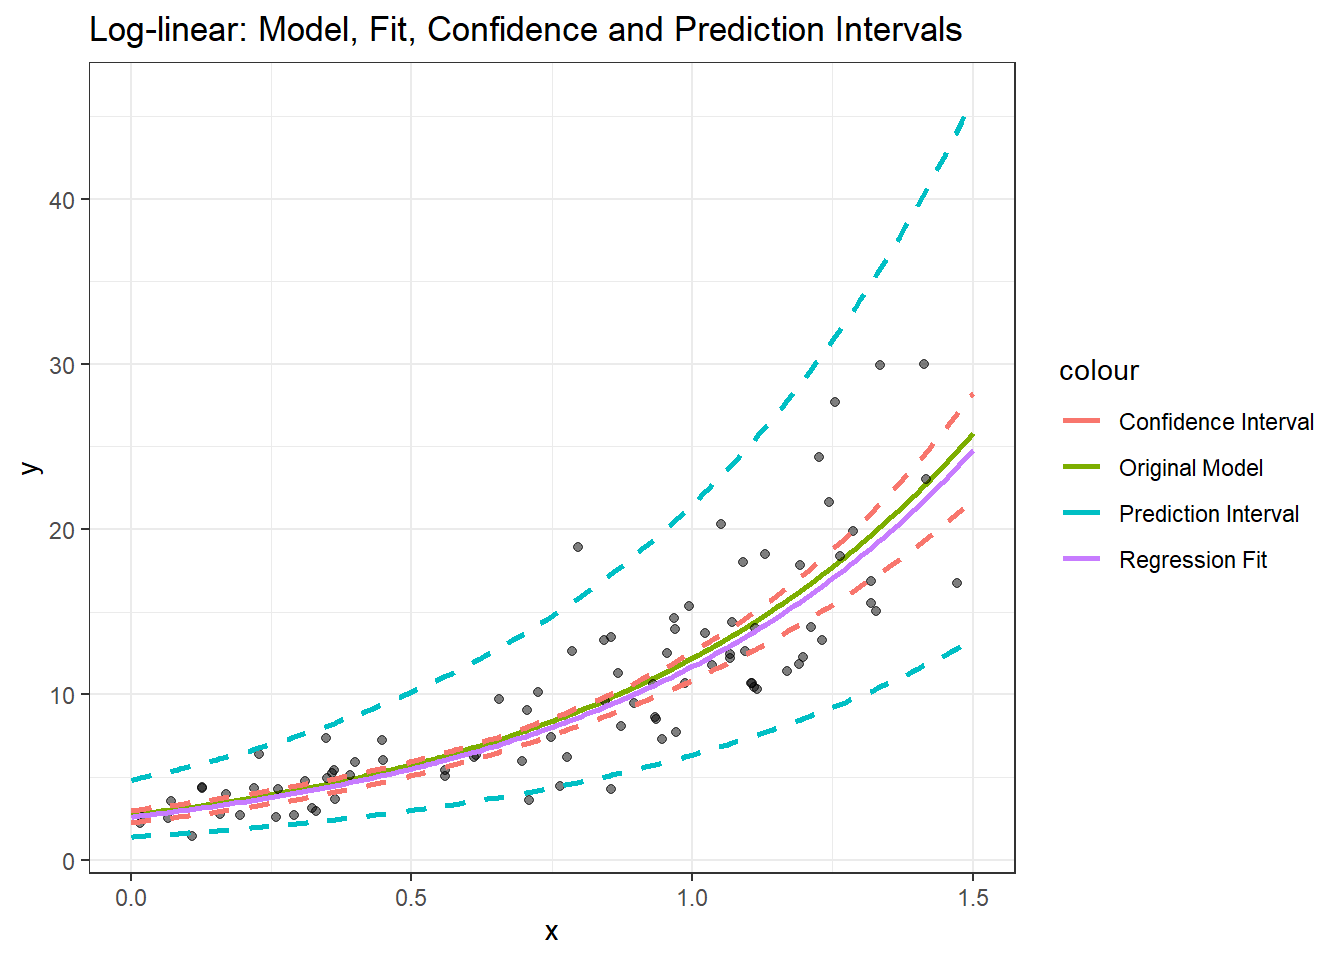 Log-linear: Model, Fit, Confidence and Prediction Intervals
40
30
20
10
0
y
0.0 0.5 1.0 1.5
x
colour
Confidence Interval
Original Model
Prediction Interval
Regression Fit